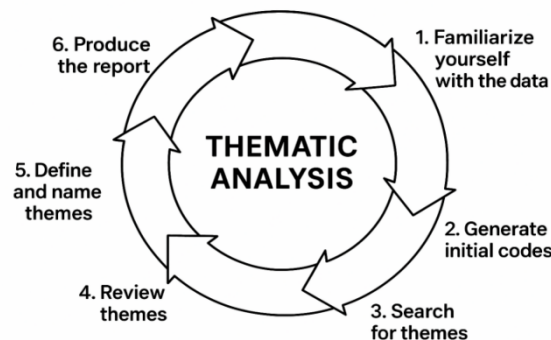 THEMATIC
ANALYSIS
1. Familiarize
yourself
with the data
2. Generate
initial codes
3. Search
for themes
4. Review
themes
5. Define
and name
themes
6. Produce
the report